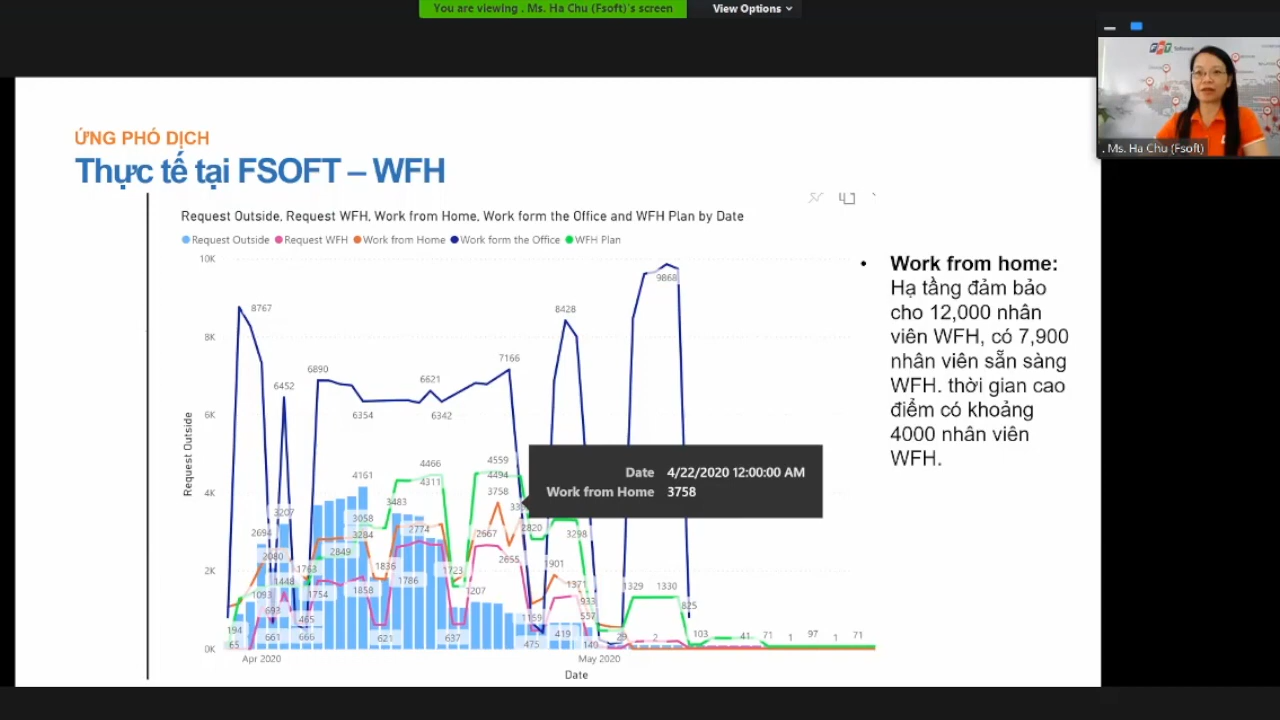 You are viewing . Ms. Ha Chu (Fsoft)'s screen
View Options
. Ms. Ha Chu (Fsoft)
ỨNG PHÓ DỊCH
Thực tế tại FSOFT – WFH
Request Outside, Request WFH, Work from Home, Work form the Office and WFH Plan by Date
Request Outside Request WFH Work from Home Work form the Office WFH Plan
10K
8K
6K
4K
2K
0K
Request Outside
8767
6452
6890
6354
6621
6342
7166
8428
9868
4161
4466
4311
4559
4494
3758
3207
3058
3284
3483
2694
2080
2849
2774
2667
2655
2820
3298
1763
1836
1723
1901
1448
1093
1754
1858
1786
1207
1371
933
557
1329
1330
825
693
465
194
65
661
666
621
637
1159
475
419
140
29
2
103
41
71
1
97
1
71
Date 4/22/2020 12:00:00 AM
Work from Home 3758
Apr 2020
May 2020
Date
• Work from home:
Hạ tầng đảm bảo
cho 12,000 nhân
viên WFH, có 7,900
nhân viên sẵn sàng
WFH. thời gian cao
điểm có khoảng
4000 nhân viên
WFH.